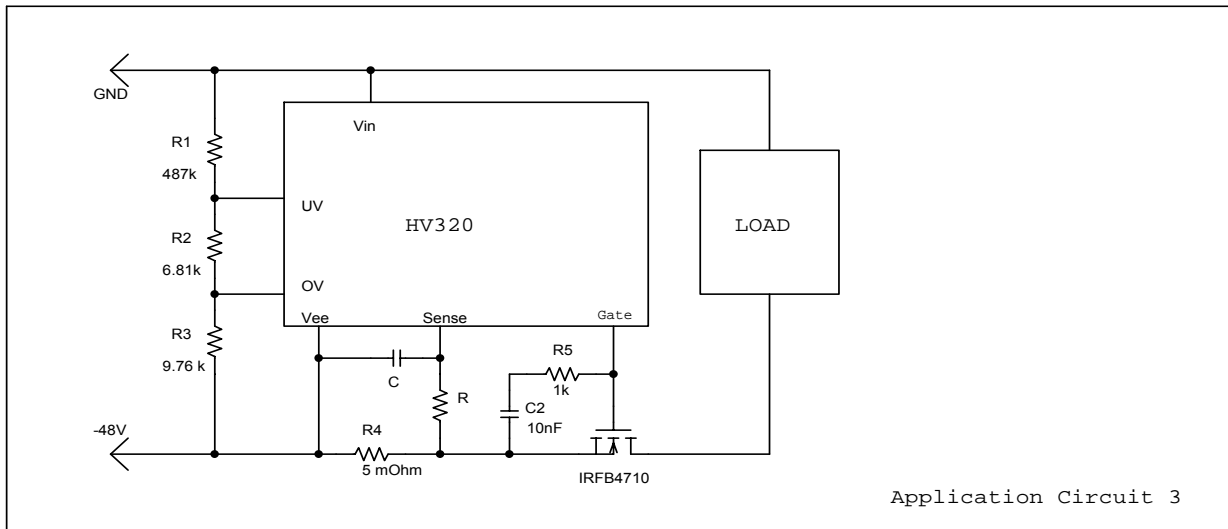 GND
Vin
R1
487k
UV
HV320
LOAD
R2
6.81k
OV
Vee
Sense
Gate
R3
9.76 k
R5
1k
C
R
C2
10nF
-48V
R4
5 mOhm
IRFB4710
Application Circuit 3